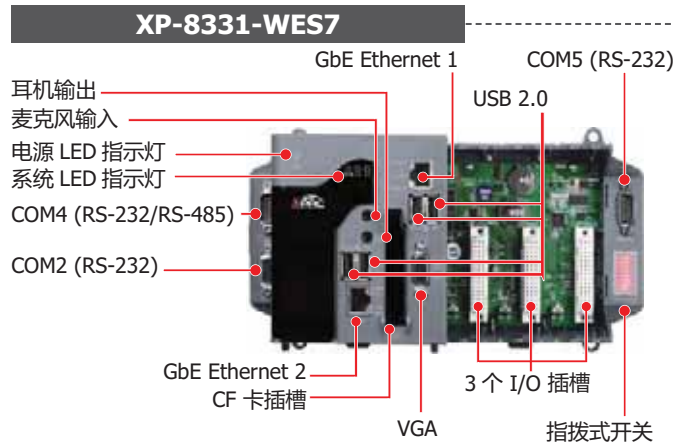 XP-8331-WES7
GbE Ethernet 1
COM5 (RS-232)
耳机输出
USB 2.0
麦克风输入
电源 LED 指示灯
系统 LED 指示灯
COM4 (RS-232/RS-485)
COM2 (RS-232)
GbE Ethernet 2
3 个 I/O 插槽
CF 卡插槽
VGA
指拨式开关